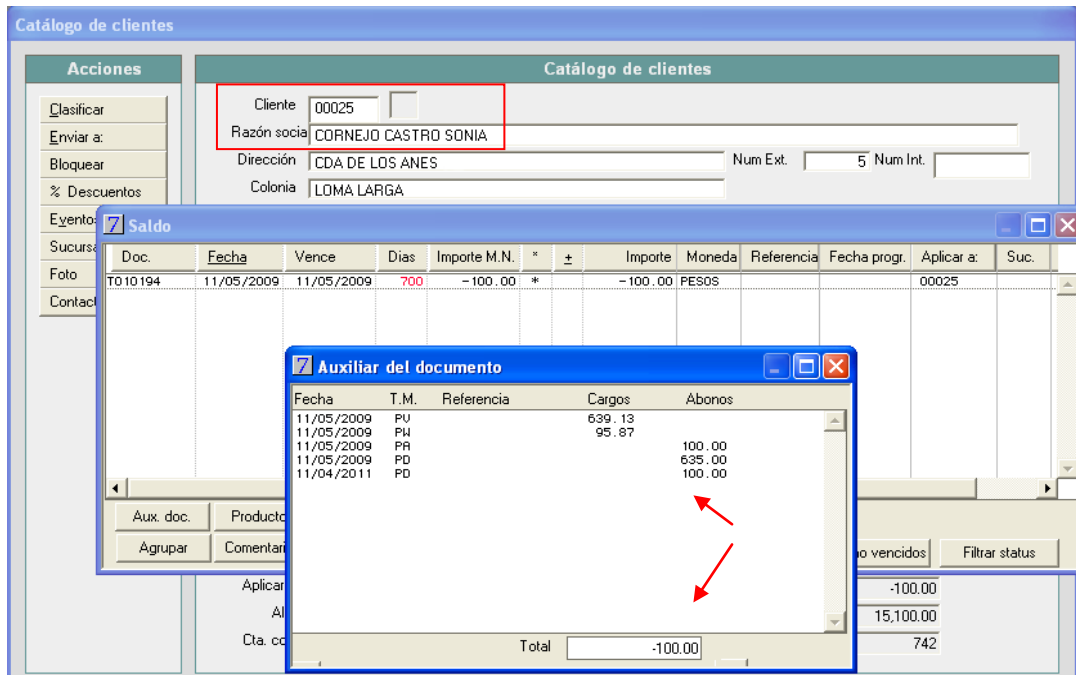 Catálogo de clientes
Acciones
Catálogo de clientes
Clasificar
Enviar a:
Bloquear
% Descuentos
Evento
Sucursa
Foto
Contact
Cliente 00025
Razón socia CORNEJO CASTRO SONIA
Dirección CDA DE LOS ANES Num Ext. 5 Num Int.
Colonia LOMA LARGA
7 Saldo
Doc. Fecha Vence Dias Importe M.N. * + Importe Moneda Referencia Fecha progr. Aplicar a: Suc.
T010194 11/05/2009 11/05/2009 700 -100.00 * -100.00 PESOS 00025
7 Auxiliar del documento
Fecha T.M. Referencia Cargos Abonos
11/05/2009 PV 639.13
11/05/2009 PW 95.87
11/05/2009 PA 100.00
11/05/2009 PD 635.00
11/04/2011 PD 100.00
Total -100.00
Aux. doc. Producto
Agrupar Comentari o vencidos Filtrar status
Aplicar -100.00
Al 15,100.00
Cta. co 742